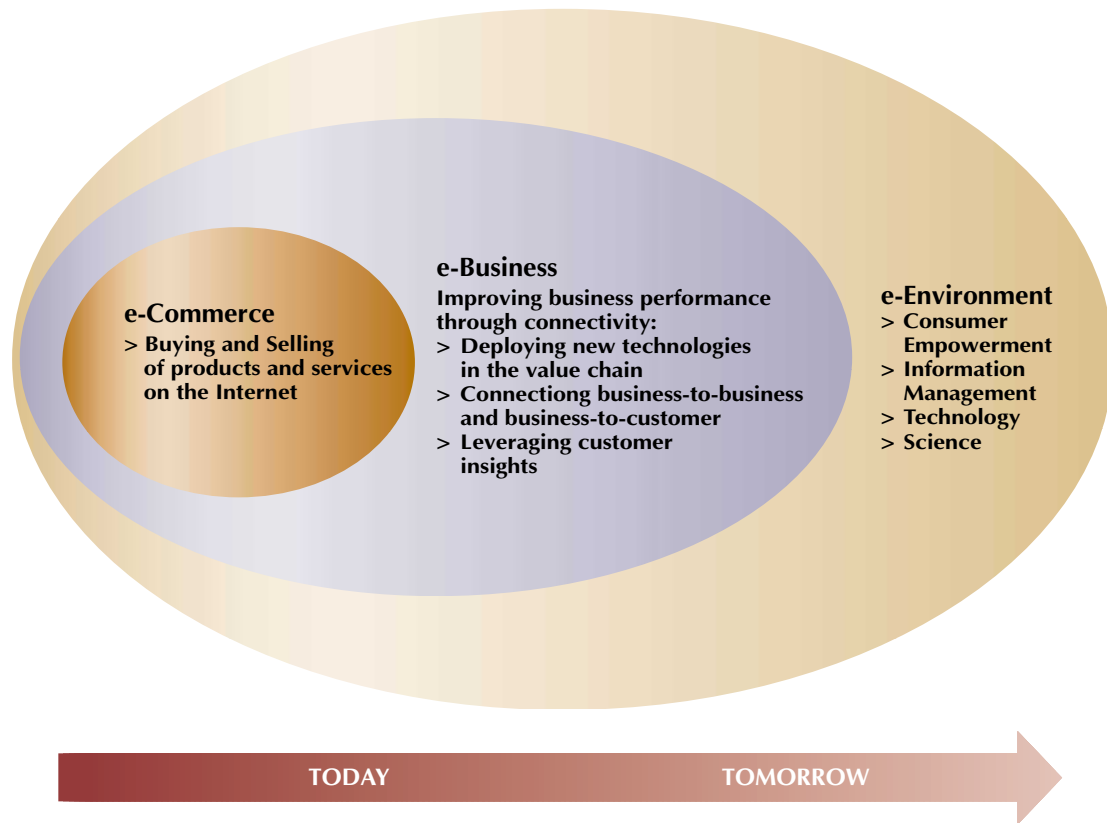 e-Commerce
> Buying and Selling
of products and services
on the Internet
e-Business
Improving business performance
through connectivity:
> Deploying new technologies
in the value chain
> Connectiong business-to-business
and business-to-customer
> Leveraging customer
insights
e-Environment
> Consumer
Empowerment
> Information
Management
> Technology
> Science
TODAY
TOMORROW